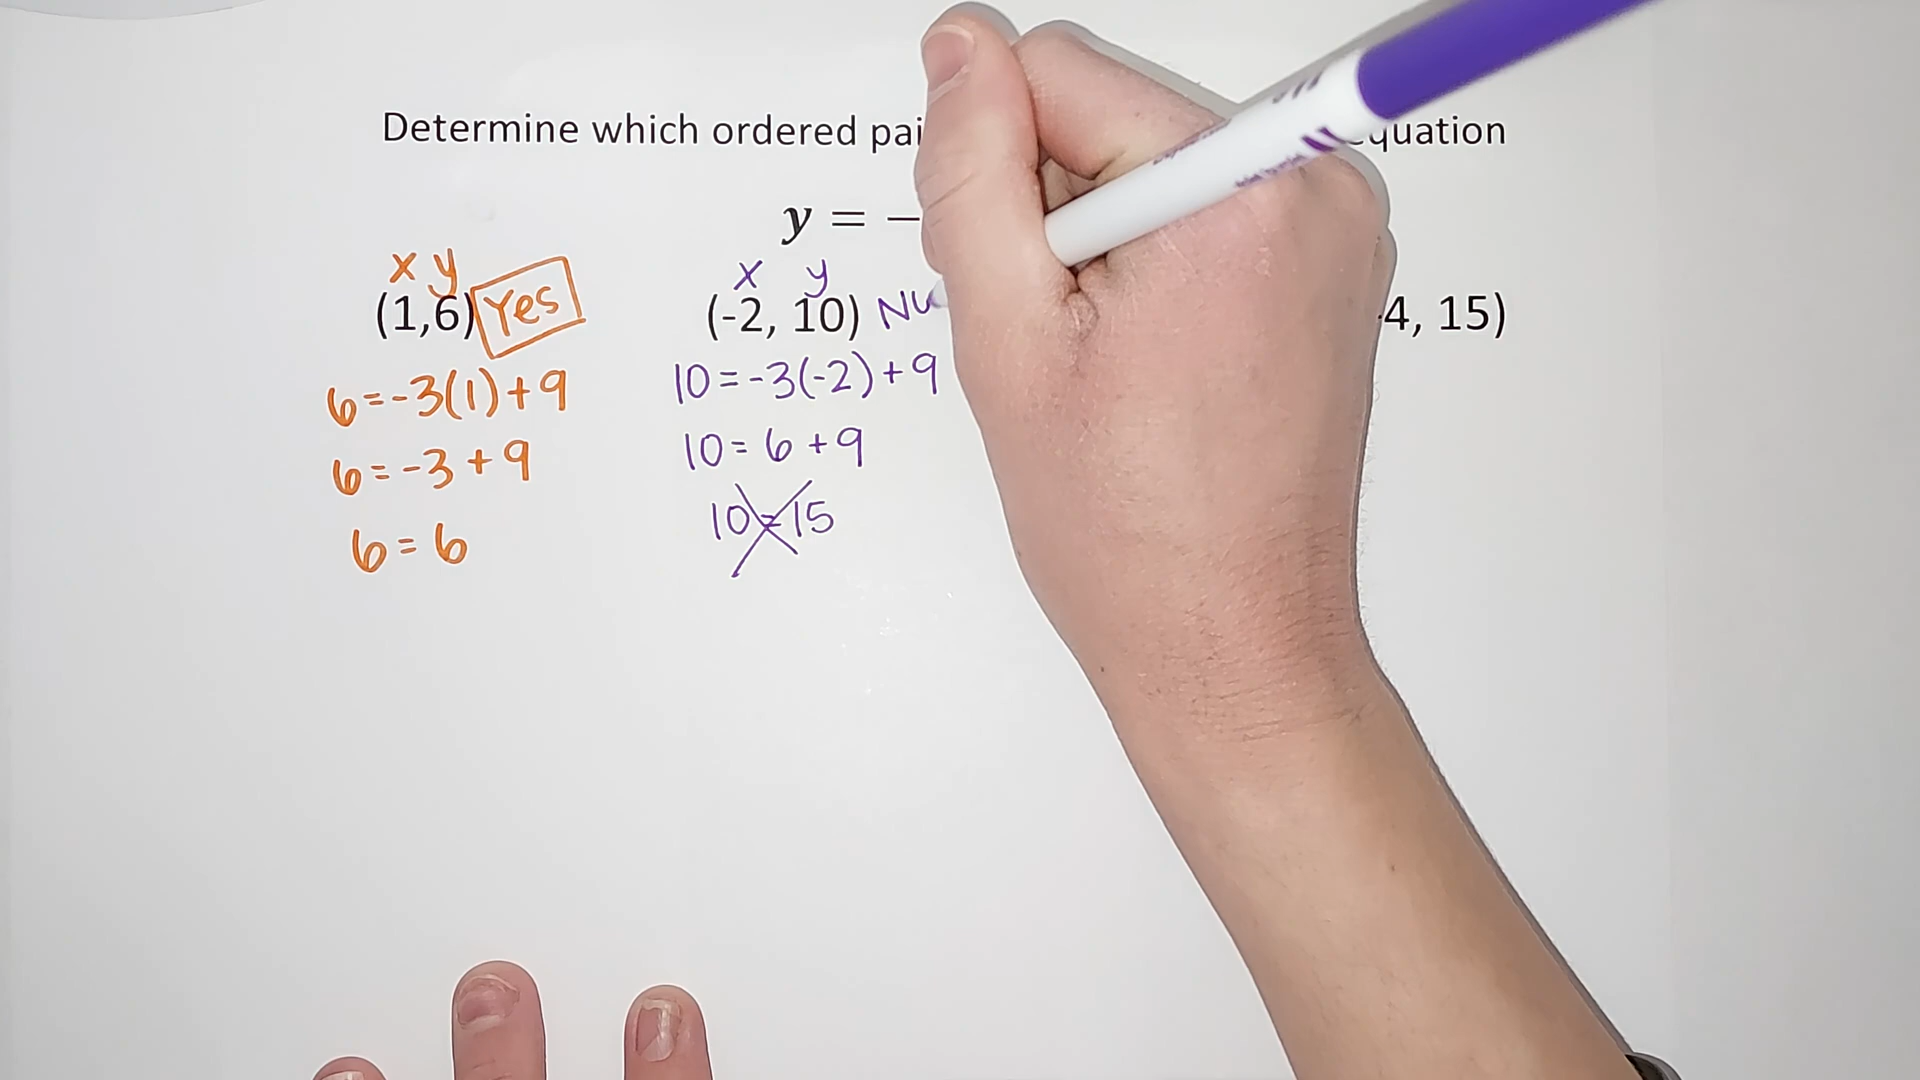 Determine which ordered pai quation
y = –
x y
x y
(1,6) Yes
(-2, 10) No
4, 15)
6=-3(1)+9
10=-3(-2)+9
6=-3+9
10=6+9
6=6
10=15